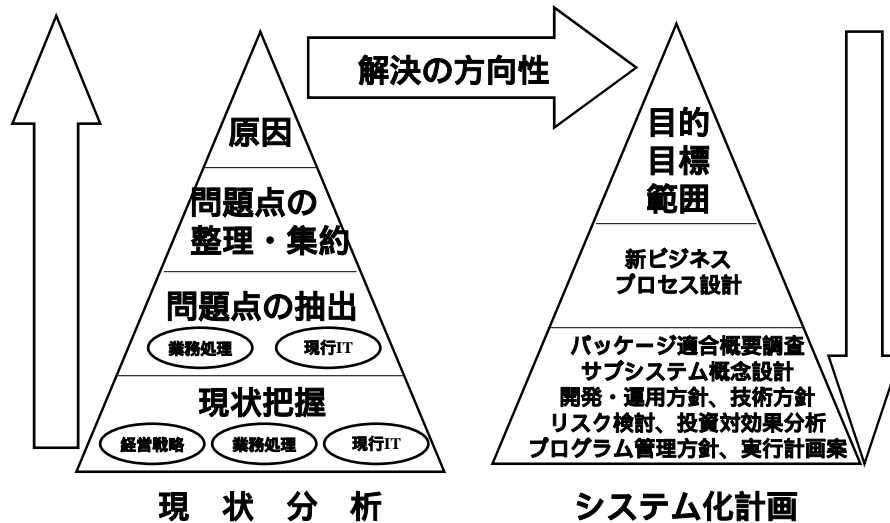 解決の方向性
原因
問題点の
整理・集約
問題点の抽出
業務処理
現行IT
現状把握
経営戦略
業務処理
現行IT
現状分析
目的
目標
範囲
新ビジネス
プロセス設計
パッケージ適合概要調査
サブシステム概念設計
開発・運用方針、技術方針
リスク検討、投資対効果分析
プログラム管理方針、実行計画案
システム化計画